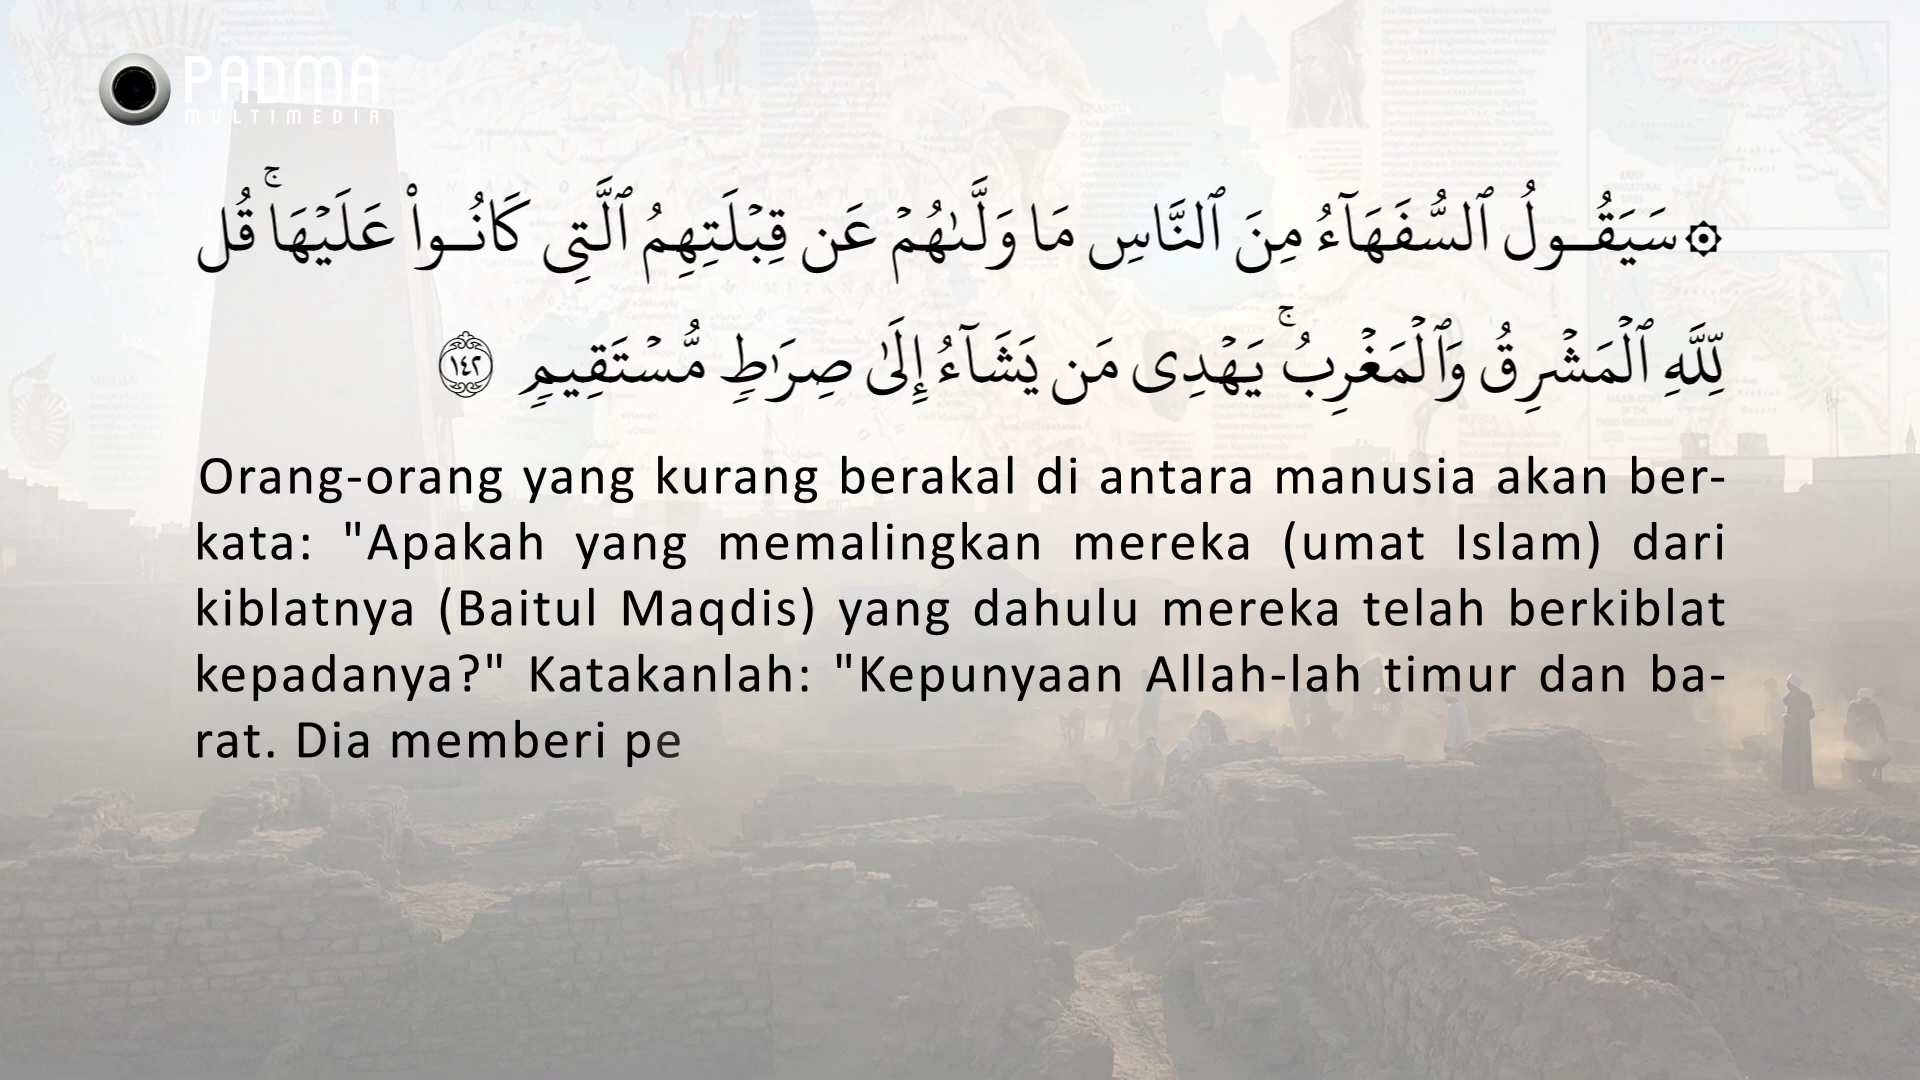 PADMA
MULTIMEDIA
۞ سَيَقُـولُ ٱلسُّفَهَآءُ مِنَ ٱلنَّاسِ مَا وَلَّىٰهُمْ عَن قِبْلَتِهِمُ ٱلَّتِى كَانُـوا۟ عَلَيْهَا ۚ قُل
لِّلَّهِ ٱلْمَشْرِقُ وَٱلْمَغْرِبُ ۚ يَهْدِى مَن يَشَآءُ إِلَىٰ صِرَٰطٍ مُّسْتَقِيمٍ ١٤٢
Orang-orang yang kurang berakal di antara manusia akan ber-
kata: "Apakah yang memalingkan mereka (umat Islam) dari
kiblatnya (Baitul Maqdis) yang dahulu mereka telah berkiblat
kepadanya?" Katakanlah: "Kepunyaan Allah-lah timur dan ba-
rat. Dia memberi pe